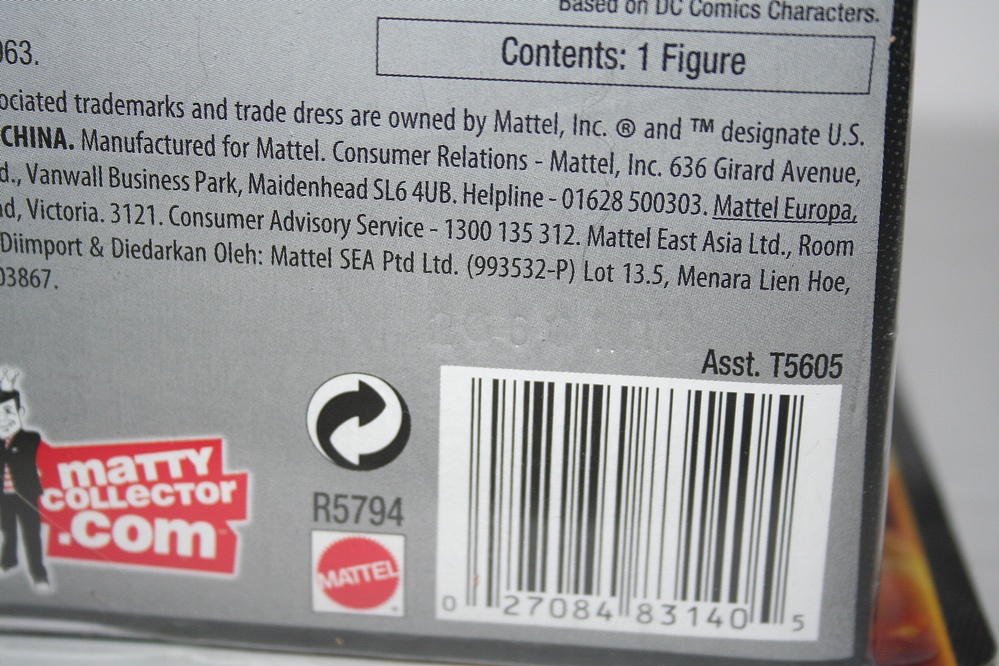 Based on DC Comics Characters.
063.
Contents: 1 Figure
ociated trademarks and trade dress are owned by Mattel, Inc. ® and ™ designate U.S.
CHINA. Manufactured for Mattel. Consumer Relations - Mattel, Inc. 636 Girard Avenue,
d., Vanwall Business Park, Maidenhead SL6 4UB. Helpline - 01628 500303. Mattel Europa,
nd, Victoria. 3121. Consumer Advisory Service - 1300 135 312. Mattel East Asia Ltd., Room
Diimport & Diedarkan Oleh: Mattel SEA Ptd Ltd. (993532-P) Lot 13.5, Menara Lien Hoe,
03867.
Asst. T5605
matty
COLLECTOR
.com
R5794
MATTEL
0 27084 83140 5